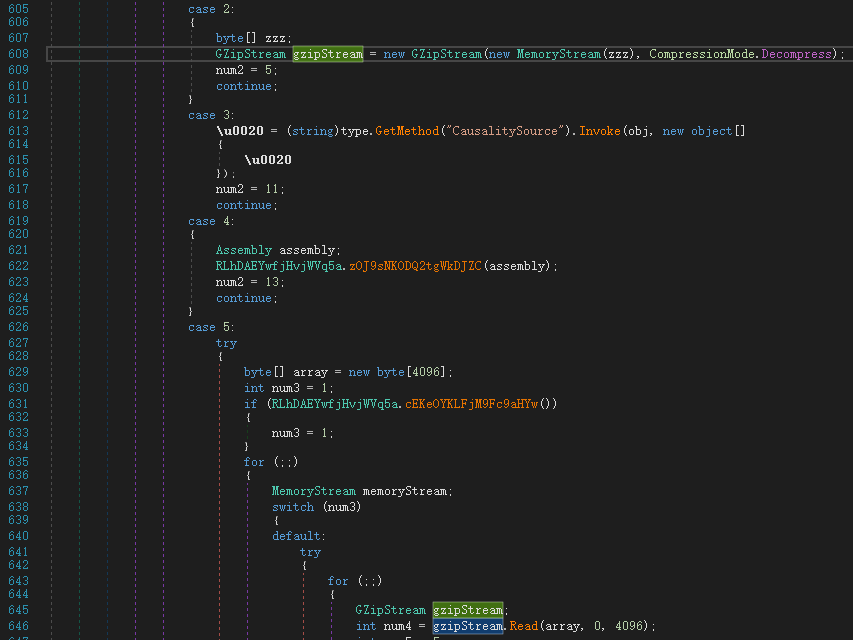 605 case 2:
606 {
607 byte[] zzz;
608 GZipStream gzipStream = new GZipStream(new MemoryStream(zzz), CompressionMode.Decompress);
609 num2 = 5;
610 continue;
611 }
612 case 3:
613 \u0020 = (string)type.GetMethod("CausalitySource").Invoke(obj, new object[]
614 {
615 \u0020
616 });
617 num2 = 11;
618 continue;
619 case 4:
620 {
621 Assembly assembly;
622 RLhDAEYwfjHvjWVq5a.zOJ9sNKODQ2tgWkDJZC(assembly);
623 num2 = 13;
624 continue;
625 }
626 case 5:
627 try
628 {
629 byte[] array = new byte[4096];
630 int num3 = 1;
631 if (RLhDAEYwfjHvjWVq5a.cEKeOYKLFjM9Fc9aHYw())
632 {
633 num3 = 1;
634 }
635 for (;;)
636 {
637 MemoryStream memoryStream;
638 switch (num3)
639 {
640 default:
641 try
642 {
643 for (;;)
644 {
645 GZipStream gzipStream;
646 int num4 = gzipStream.Read(array, 0, 4096);